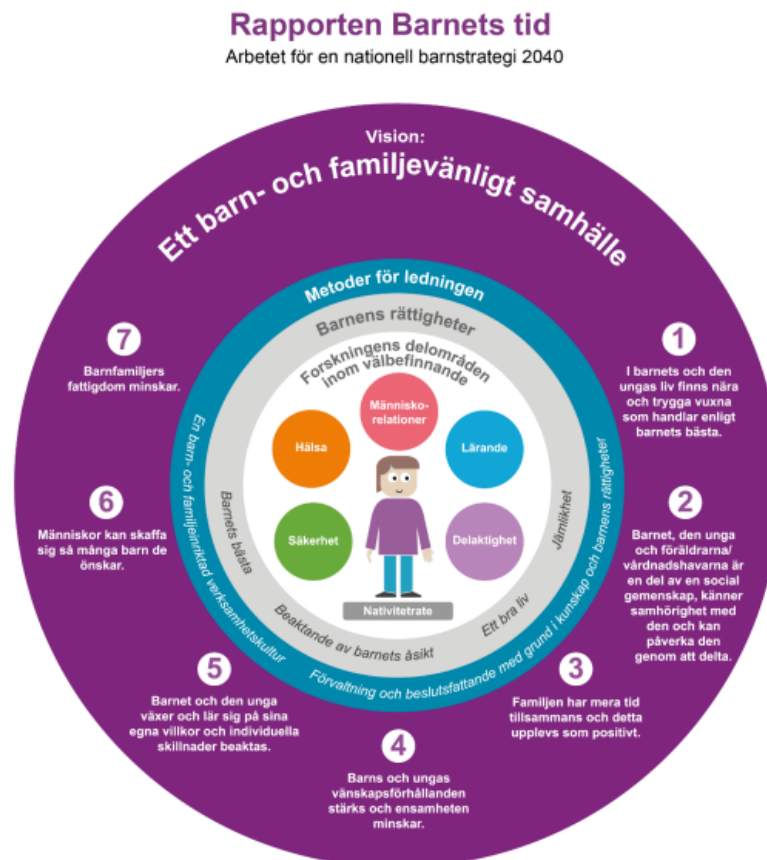 Rapporten Barnets tid
Arbetet för en nationell barnstrategi 2040
Vision:
Ett barn- och familjevänligt samhälle
Metoder för ledningen
Barnens rättigheter
Forskningens delområden
inom välbefinnande
Människo-
relationer
Hälsa
Lärande
Säkerhet
Delaktighet
Nativitetrate
Barnets bästa
Beaktande av barnets åsikt
Ett bra liv
Jämlikhet
En barn- och familjeinriktad verksamhetskultur
Förvaltning och beslutsfattande med grund i kunskap och barnens rättigheter
1
I barnets och den
ungas liv finns nära
och trygga vuxna
som handlar enligt
barnets bästa.
2
Barnet, den unga
och föräldrarna/
vårdnadshavarna är
en del av en social
gemenskap, känner
samhörighet med
den och kan
påverka den
genom att delta.
3
Familjen har mera tid
tillsammans och detta
upplevs som positivt.
4
Barns och ungas
vänskapsförhållanden
stärks och ensamheten
minskar.
5
Barnet och den unga
växer och lär sig på sina
egna villkor och individuella
skillnader beaktas.
6
Människor kan skaffa
sig så många barn de
önskar.
7
Barnfamiljers
fattigdom minskar.